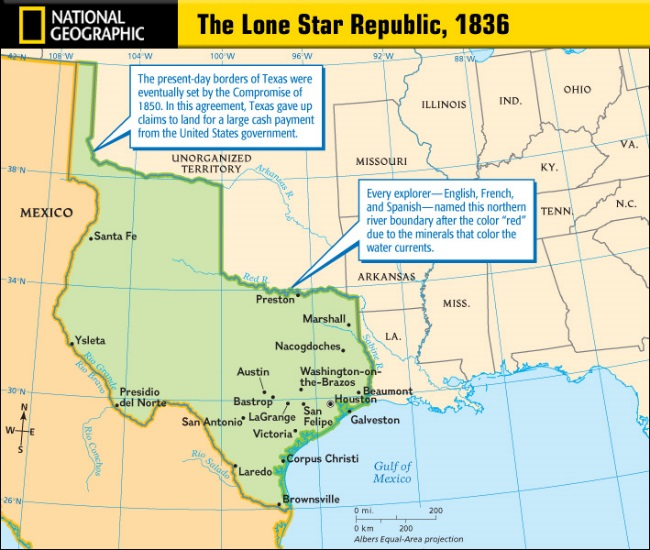 NATIONAL
GEOGRAPHIC
The Lone Star Republic, 1836
42°N
108°W
104°W
96°W
92°W
88°W
The present-day borders of Texas were
eventually set by the Compromise of
1850. In this agreement, Texas gave up
claims to land for a large cash payment
from the United States government.
ILLINOIS
IND.
OHIO
VA.
38°N
UNORGANIZED
TERRITORY
Arkansas R.
MISSOURI
KY.
MEXICO
Every explorer—English, French,
and Spanish—named this northern
river boundary after the color "red"
due to the minerals that color the
water currents.
TENN.
N.C.
Santa Fe
34°N
Red R.
Preston
ARKANSAS
MISS.
Marshall
LA.
Nacogdoches
Sabine R.
Ysleta
Rio Grande
Rio Bravo
Austin
Washington-on-
the-Brazos
Beaumont
30°N
Presidio
del Norte
Bastrop
LaGrange
San
Felipe
Houston
Galveston
San Antonio
Victoria
N
W
E
S
Rio Conchos
Rio Salado
Laredo
Corpus Christi
Gulf of
Mexico
Brownsville
26°N
0 mi.
200
0 km
200
Albers Equal-Area projection